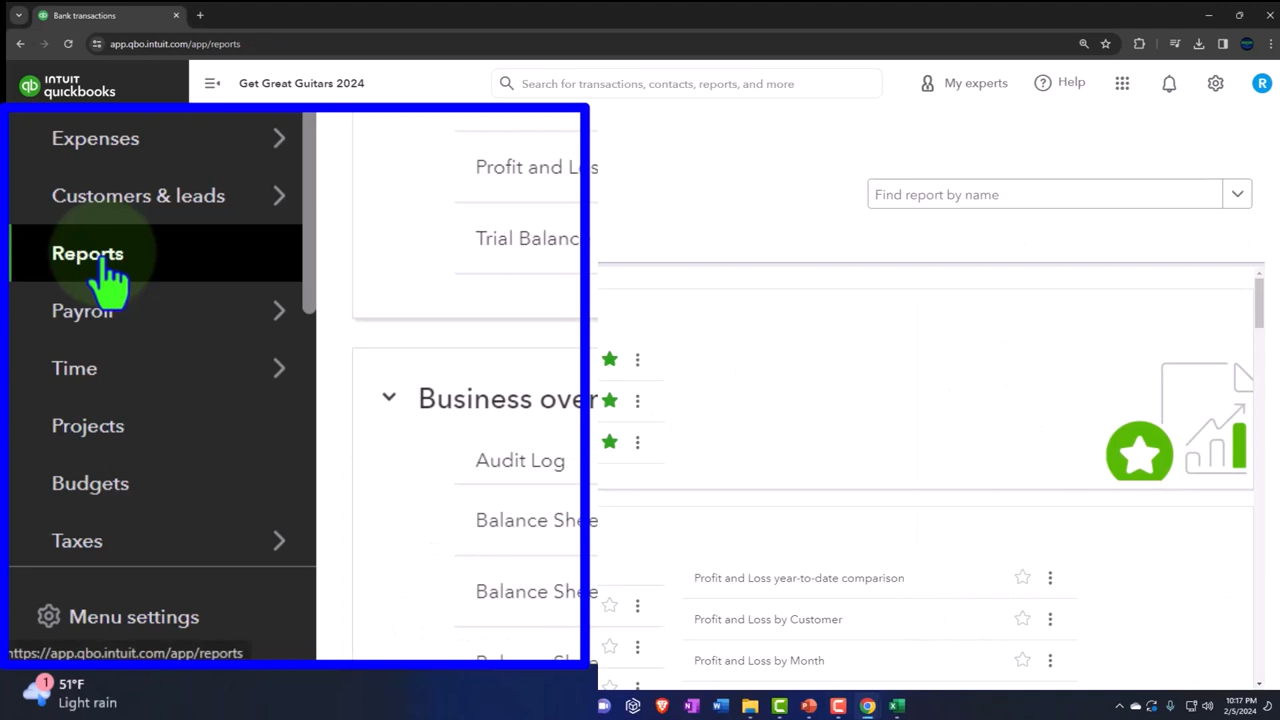 Bank transactions
app.qbo.intuit.com/app/reports
INTUIT
quickbooks
qb
Get Great Guitars 2024
Search for transactions, contacts, reports, and more
My experts
Help
R
Expenses
Customers & leads
Reports
Payroll
Time
Projects
Budgets
Taxes
Menu settings
https://app.qbo.intuit.com/app/reports
Profit and Los
Trial Balance
Business over
Audit Log
Balance She
Balance She
Find report by name
Profit and Loss year-to-date comparison
Profit and Loss by Customer
Profit and Loss by Month
1
51°F
Light rain
10:17 PM
2/5/2024